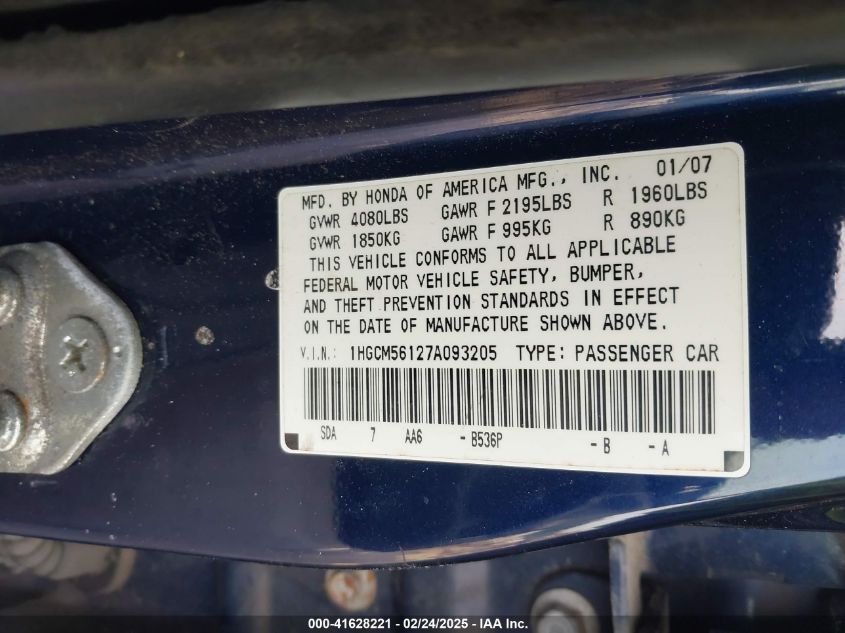 MFD. BY HONDA OF AMERICA MFG., INC. 01/07
GVWR 4080LBS GAWR F 2195LBS R 1960LBS
GVWR 1850KG GAWR F 995KG R 890KG
THIS VEHICLE CONFORMS TO ALL APPLICABLE
FEDERAL MOTOR VEHICLE SAFETY, BUMPER,
AND THEFT PREVENTION STANDARDS IN EFFECT
ON THE DATE OF MANUFACTURE SHOWN ABOVE.
V.I.N.: 1HGCM56127A093205 TYPE: PASSENGER CAR
SDA 7 AA6 - B536P - B - A
000-41628221 - 02/24/2025 - IAA Inc.